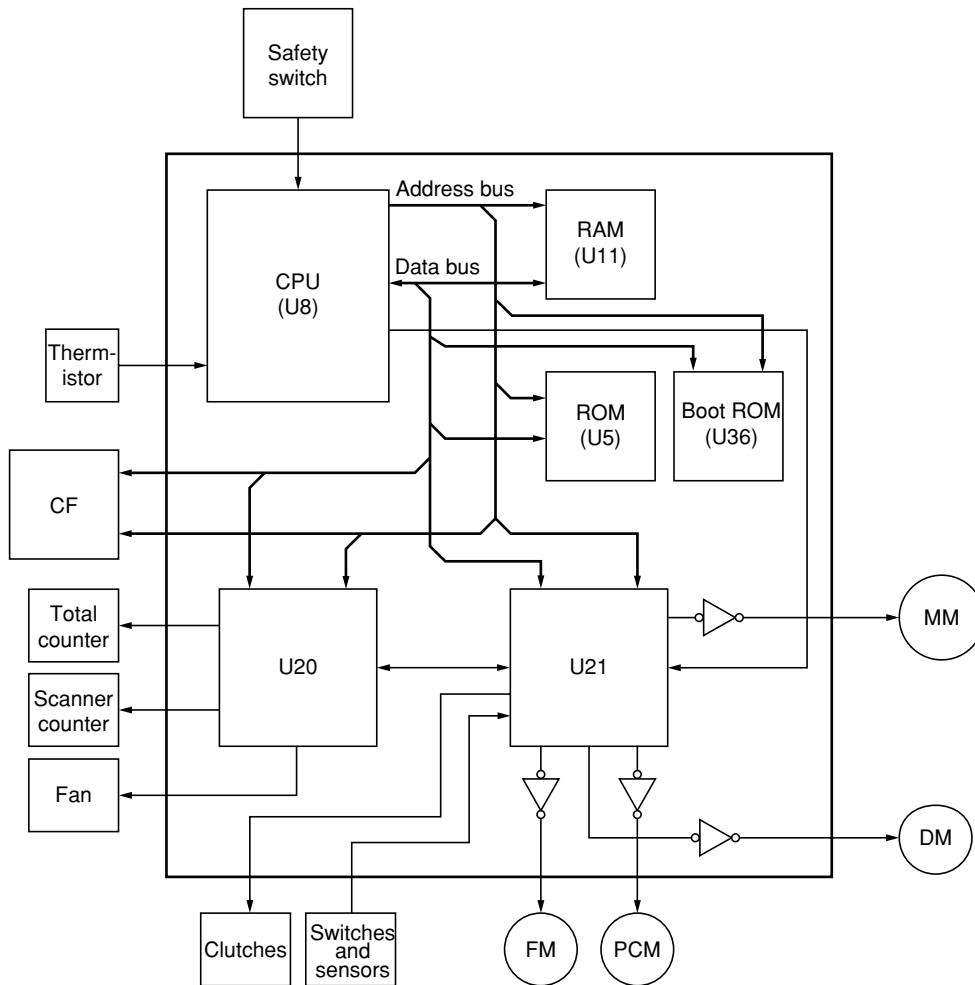 Safety
switch
Address bus
RAM
(U11)
Data bus
CPU
(U8)
Therm-
istor
ROM
(U5)
Boot ROM
(U36)
CF
Total
counter
MM
U20
U21
Scanner
counter
Fan
DM
Clutches
Switches
and
sensors
FM
PCM